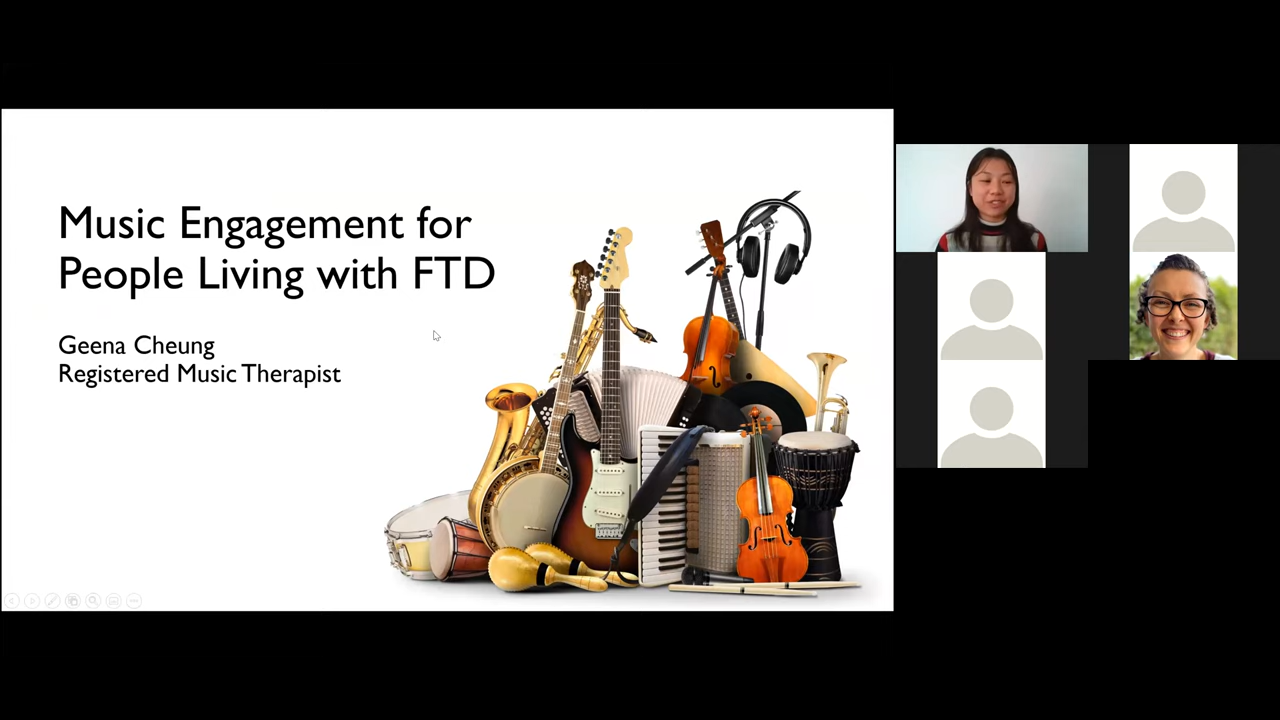 Music Engagement for
People Living with FTD
Geena Cheung
Registered Music Therapist